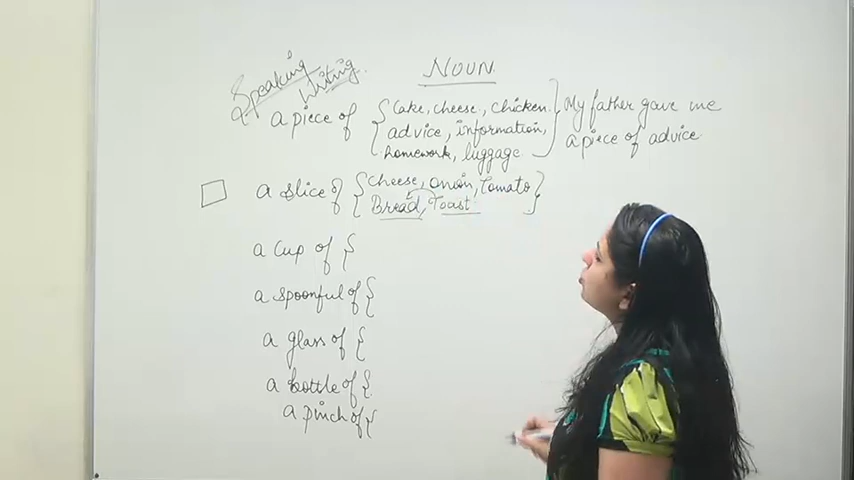 Speaking
Writing
NOUN
a piece of { Cake, cheese, chicken
advice, information,
homework, luggage }
My father gave me
a piece of advice.
a slice of { Cheese, onion, Tomato
Bread, Toast }
a Cup of {
a spoonful of {
a glass of {
a bottle of {
a pinch of {